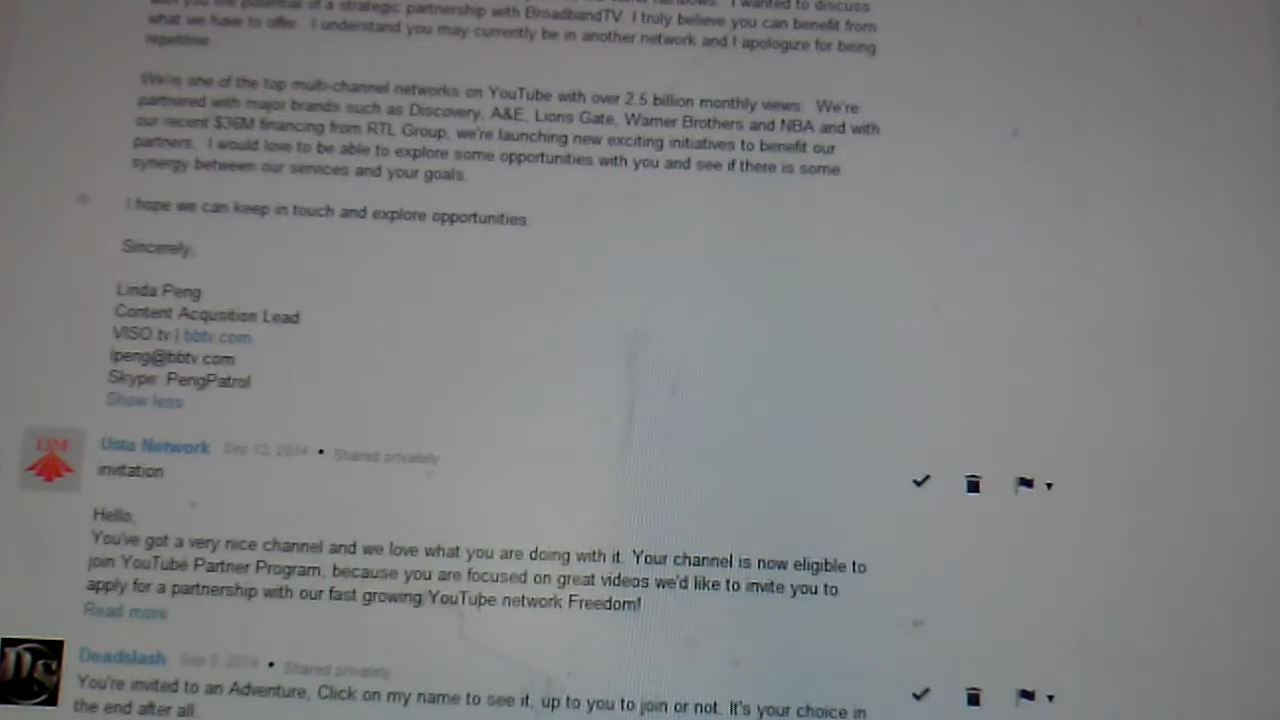 you the potential of a strategic partnership with BroadbandTV. I truly believe you can benefit from
what we have to offer. I understand you may currently be in another network and I apologize for being
repetitive.
We're one of the top multi-channel networks on YouTube with over 2.5 billion monthly views. We're
partnered with major brands such as Discovery, A&E, Lions Gate, Warner Brothers and NBA and with
our recent $36M financing from RTL Group, we're launching new exciting initiatives to benefit our
partners. I would love to be able to explore some opportunities with you and see if there is some
synergy between our services and your goals.
I hope we can keep in touch and explore opportunities.
Sincerely,
Linda Peng
Content Acqusition Lead
VISO.tv | bbtv.com
lpeng@bbtv.com
Skype: PengPatrol
Show less
LIM
Usta Network Sep 13, 2014 • Shared privately
invitation
Hello,
You've got a very nice channel and we love what you are doing with it. Your channel is now eligible to
join YouTube Partner Program, because you are focused on great videos we'd like to invite you to
apply for a partnership with our fast growing YouTube network Freedom!
Read more
DS
Deadslash 2014 • Shared privately
You're invited to an Adventure, Click on my name to see it, up to you to join or not. It's your choice in
the end after all.